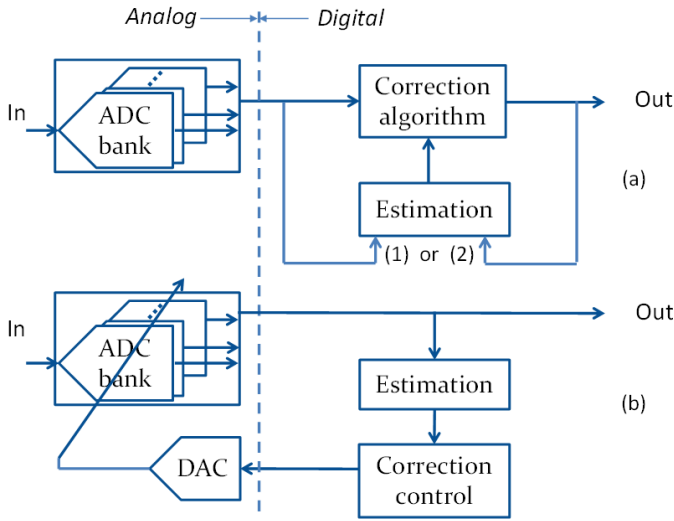 Analog
Digital
In
ADC
bank
Correction
algorithm
Out
(a)
Estimation
(1) or (2)
In
ADC
bank
Out
Estimation
(b)
DAC
Correction
control